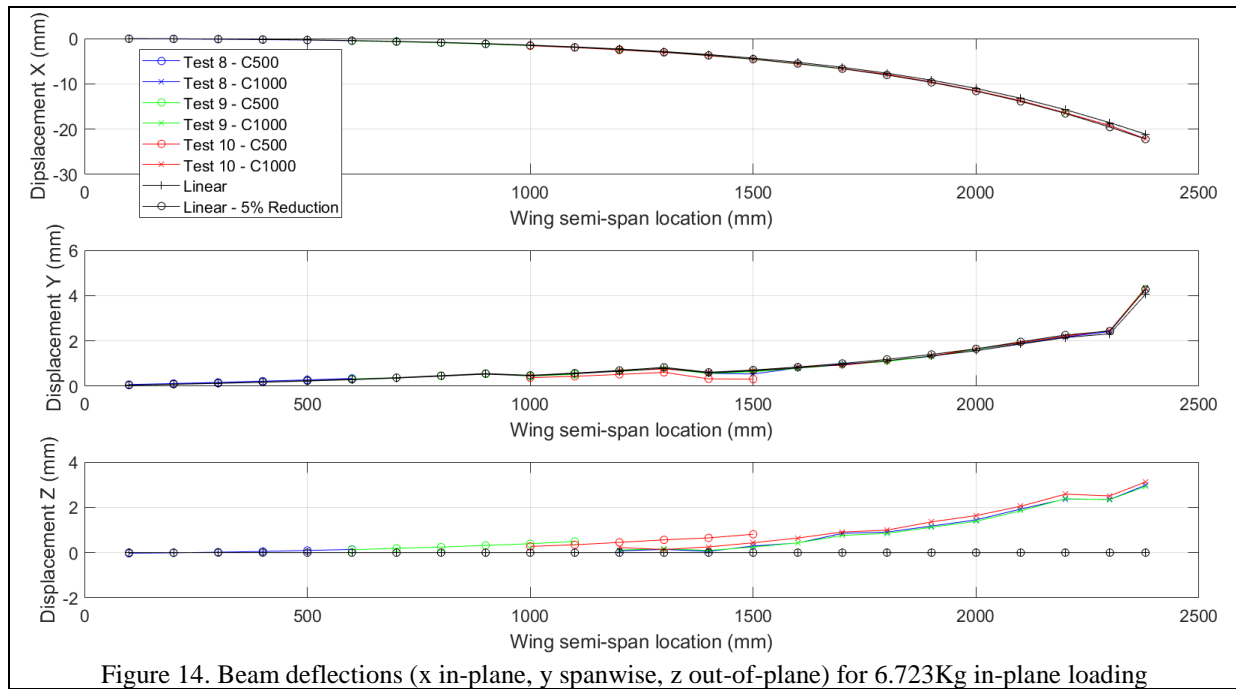 Dipslacement X (mm)
0
-10
-20
-30
Test 8 - C500
Test 8 - C1000
Test 9 - C500
Test 9 - C1000
Test 10 - C500
Test 10 - C1000
Linear
Linear - 5% Reduction
0 500 1000 1500 2000 2500
Wing semi-span location (mm)
Displacement Y (mm)
6
4
2
0
0 500 1000 1500 2000 2500
Wing semi-span location (mm)
Displacement Z (mm)
4
2
0
-2
0 500 1000 1500 2000 2500
Wing semi-span location (mm)
Figure 14. Beam deflections (x in-plane, y spanwise, z out-of-plane) for 6.723Kg in-plane loading